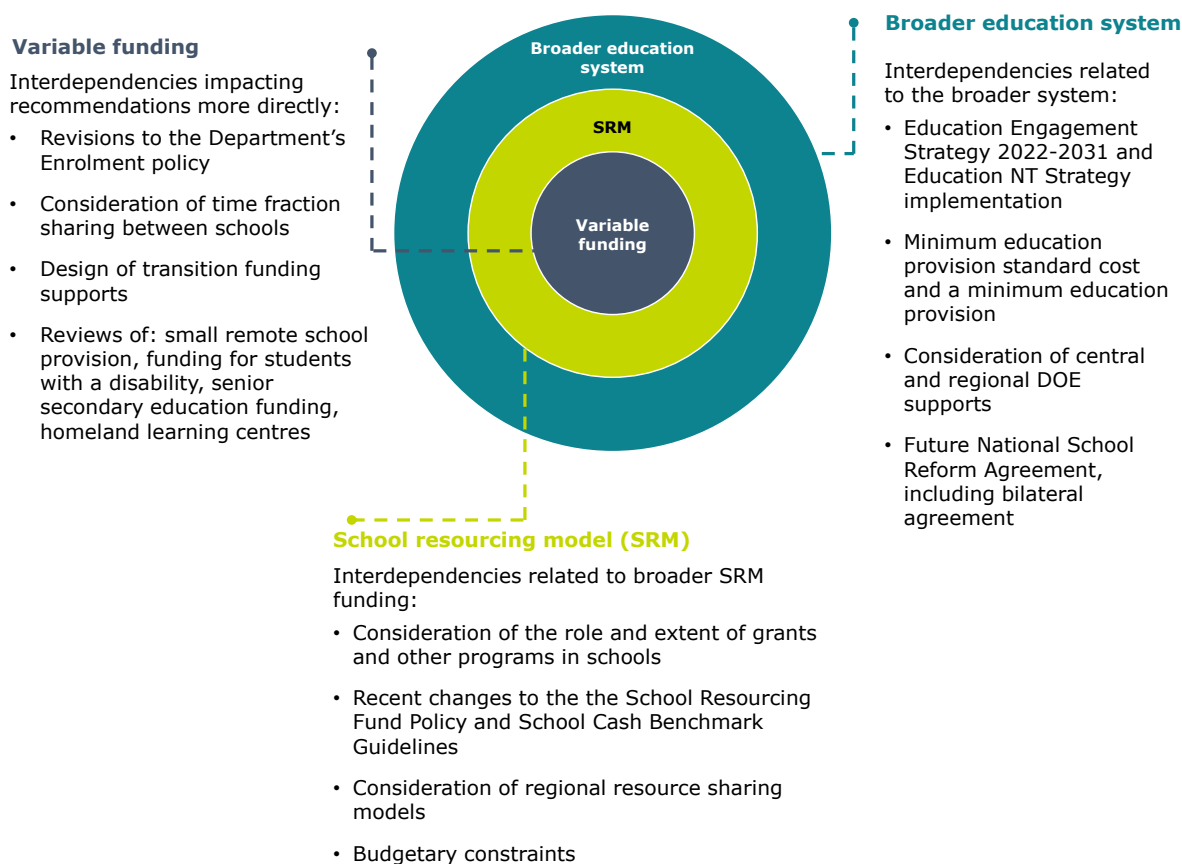 Variable funding
Interdependencies impacting
recommendations more directly:
• Revisions to the Department's
Enrolment policy
• Consideration of time fraction
sharing between schools
• Design of transition funding
supports
• Reviews of: small remote school
provision, funding for students
with a disability, senior
secondary education funding,
homeland learning centres
Broader education
system
SRM
Variable
funding
Broader education system
Interdependencies related
to the broader system:
• Education Engagement
Strategy 2022-2031 and
Education NT Strategy
implementation
• Minimum education
provision standard cost
and a minimum education
provision
• Consideration of central
and regional DOE
supports
• Future National School
Reform Agreement,
including bilateral
agreement
School resourcing model (SRM)
Interdependencies related to broader SRM
funding:
• Consideration of the role and extent of grants
and other programs in schools
• Recent changes to the the School Resourcing
Fund Policy and School Cash Benchmark
Guidelines
• Consideration of regional resource sharing
models
• Budgetary constraints